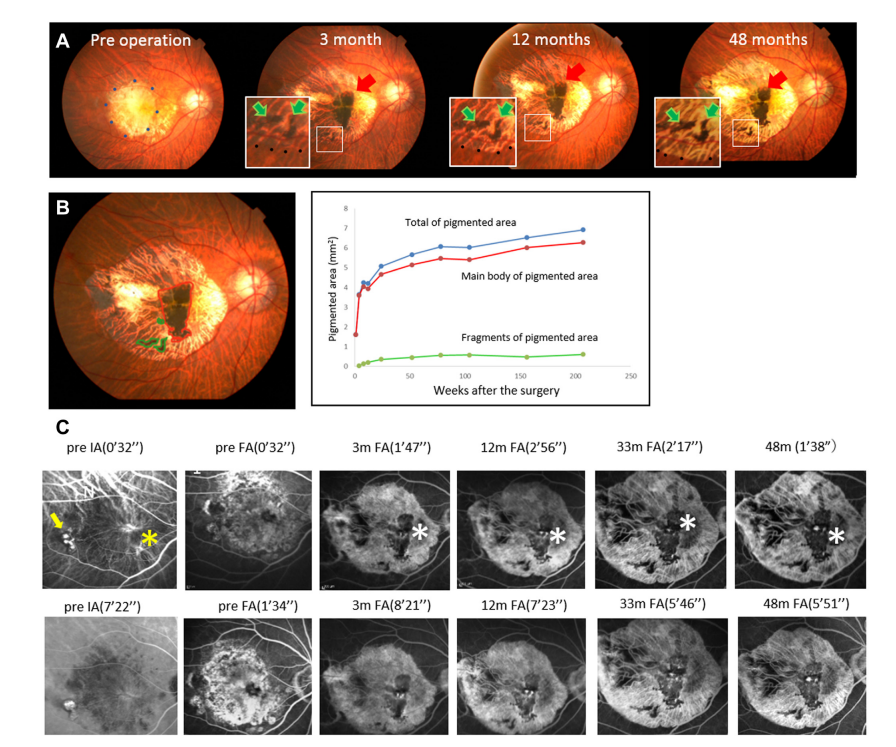 A
Pre operation
3 month
12 months
48 months
B
8
7
6
5
4
3
2
1
0
Pigmented area (mm²)
Total of pigmented area
Main body of pigmented area
Fragments of pigmented area
0
50
100
150
200
250
Weeks after the surgery
C
pre IA(0’32’’)
pre FA(0’32’’)
3m FA(1’47’’)
12m FA(2’56’’)
33m FA(2’17’’)
48m (1’38”)
*
*
*
*
*
pre IA(7’22’’)
pre FA(1’34’’)
3m FA(8’21’’)
12m FA(7’23’’)
33m FA(5’46’’)
48m FA(5’51’’)